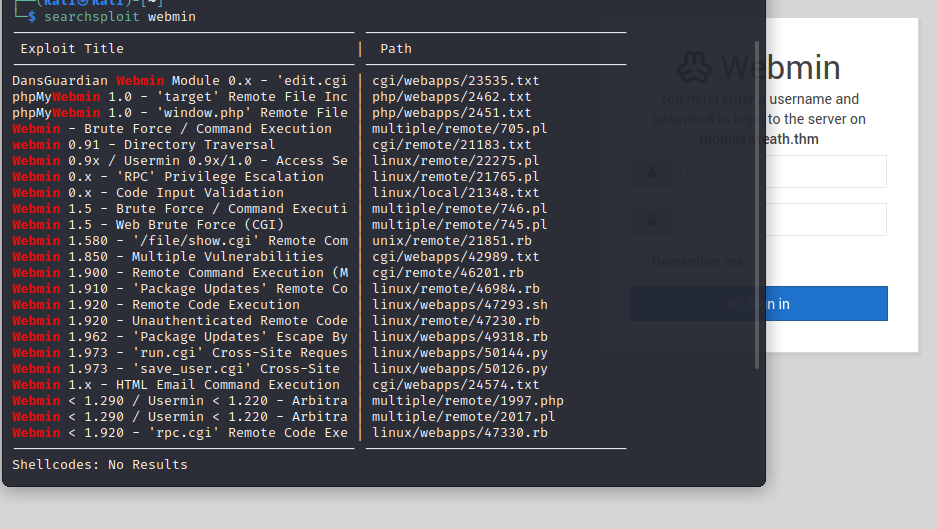 ┌──(kali㉿kali)-[~]
└─$ searchsploit webmin
Exploit Title | Path
DansGuardian Webmin Module 0.x - 'edit.cgi | cgi/webapps/23535.txt
phpMyWebmin 1.0 - 'target' Remote File Inc | php/webapps/2462.txt
phpMyWebmin 1.0 - 'window.php' Remote File | php/webapps/2451.txt
Webmin - Brute Force / Command Execution | multiple/remote/705.pl
webmin 0.91 - Directory Traversal | cgi/remote/21183.txt
Webmin 0.9x / Usermin 0.9x/1.0 - Access Se | linux/remote/22275.pl
Webmin 0.x - 'RPC' Privilege Escalation | linux/remote/21765.pl
Webmin 0.x - Code Input Validation | linux/local/21348.txt
Webmin 1.5 - Brute Force / Command Executi | multiple/remote/746.pl
Webmin 1.5 - Web Brute Force (CGI) | multiple/remote/745.pl
Webmin 1.580 - '/file/show.cgi' Remote Com | unix/remote/21851.rb
Webmin 1.850 - Multiple Vulnerabilities | cgi/webapps/42989.txt
Webmin 1.900 - Remote Command Execution (M | cgi/remote/46201.rb
Webmin 1.910 - 'Package Updates' Remote Co | linux/remote/46984.rb
Webmin 1.920 - Remote Code Execution | linux/webapps/47293.sh
Webmin 1.920 - Unauthenticated Remote Code | linux/remote/47230.rb
Webmin 1.962 - 'Package Updates' Escape By | linux/webapps/49318.rb
Webmin 1.973 - 'run.cgi' Cross-Site Reques | linux/webapps/50144.py
Webmin 1.973 - 'save_user.cgi' Cross-Site | linux/webapps/50126.py
Webmin 1.x - HTML Email Command Execution | cgi/webapps/24574.txt
Webmin < 1.290 / Usermin < 1.220 - Arbitra | multiple/remote/1997.php
Webmin < 1.290 / Usermin < 1.220 - Arbitra | multiple/remote/2017.pl
Webmin < 1.920 - 'rpc.cgi' Remote Code Exe | linux/webapps/47330.rb
Shellcodes: No Results
Webmin
You must enter a username and
password to login to the server on
thomaswreath.thm
Username
Password
Remember me
Sign in